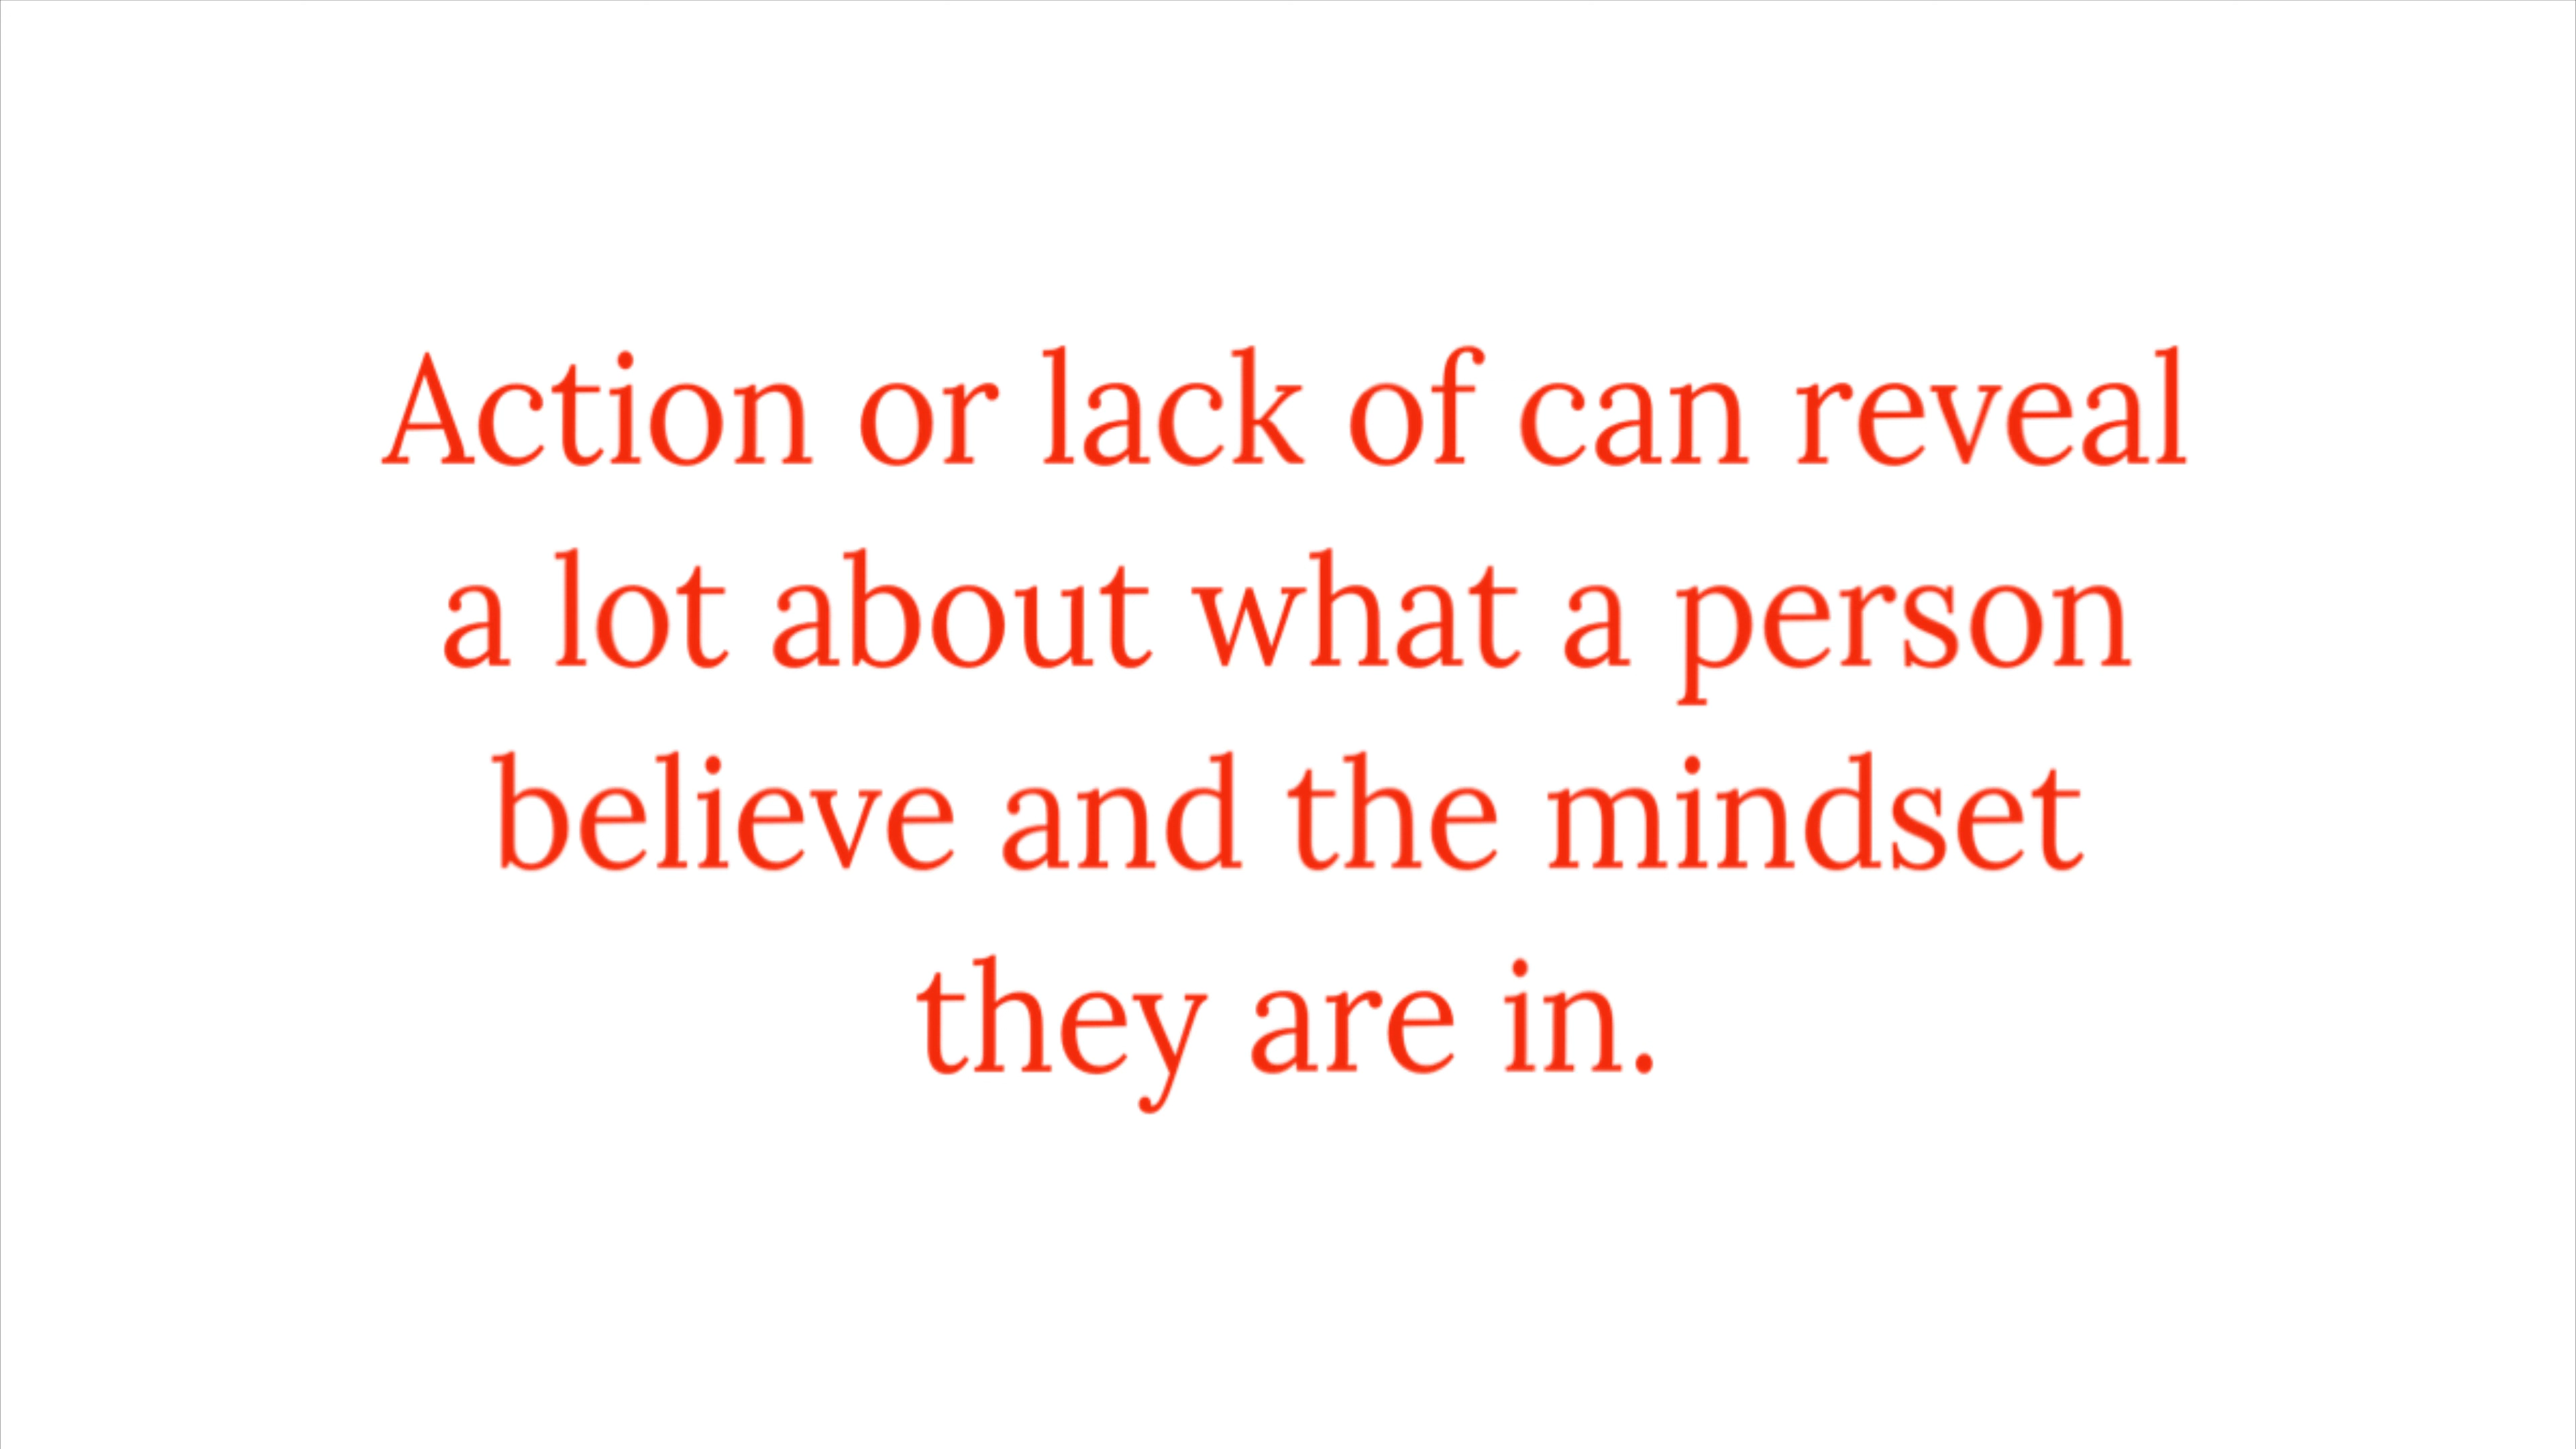 Action or lack of can reveal
a lot about what a person
believe and the mindset
they are in.